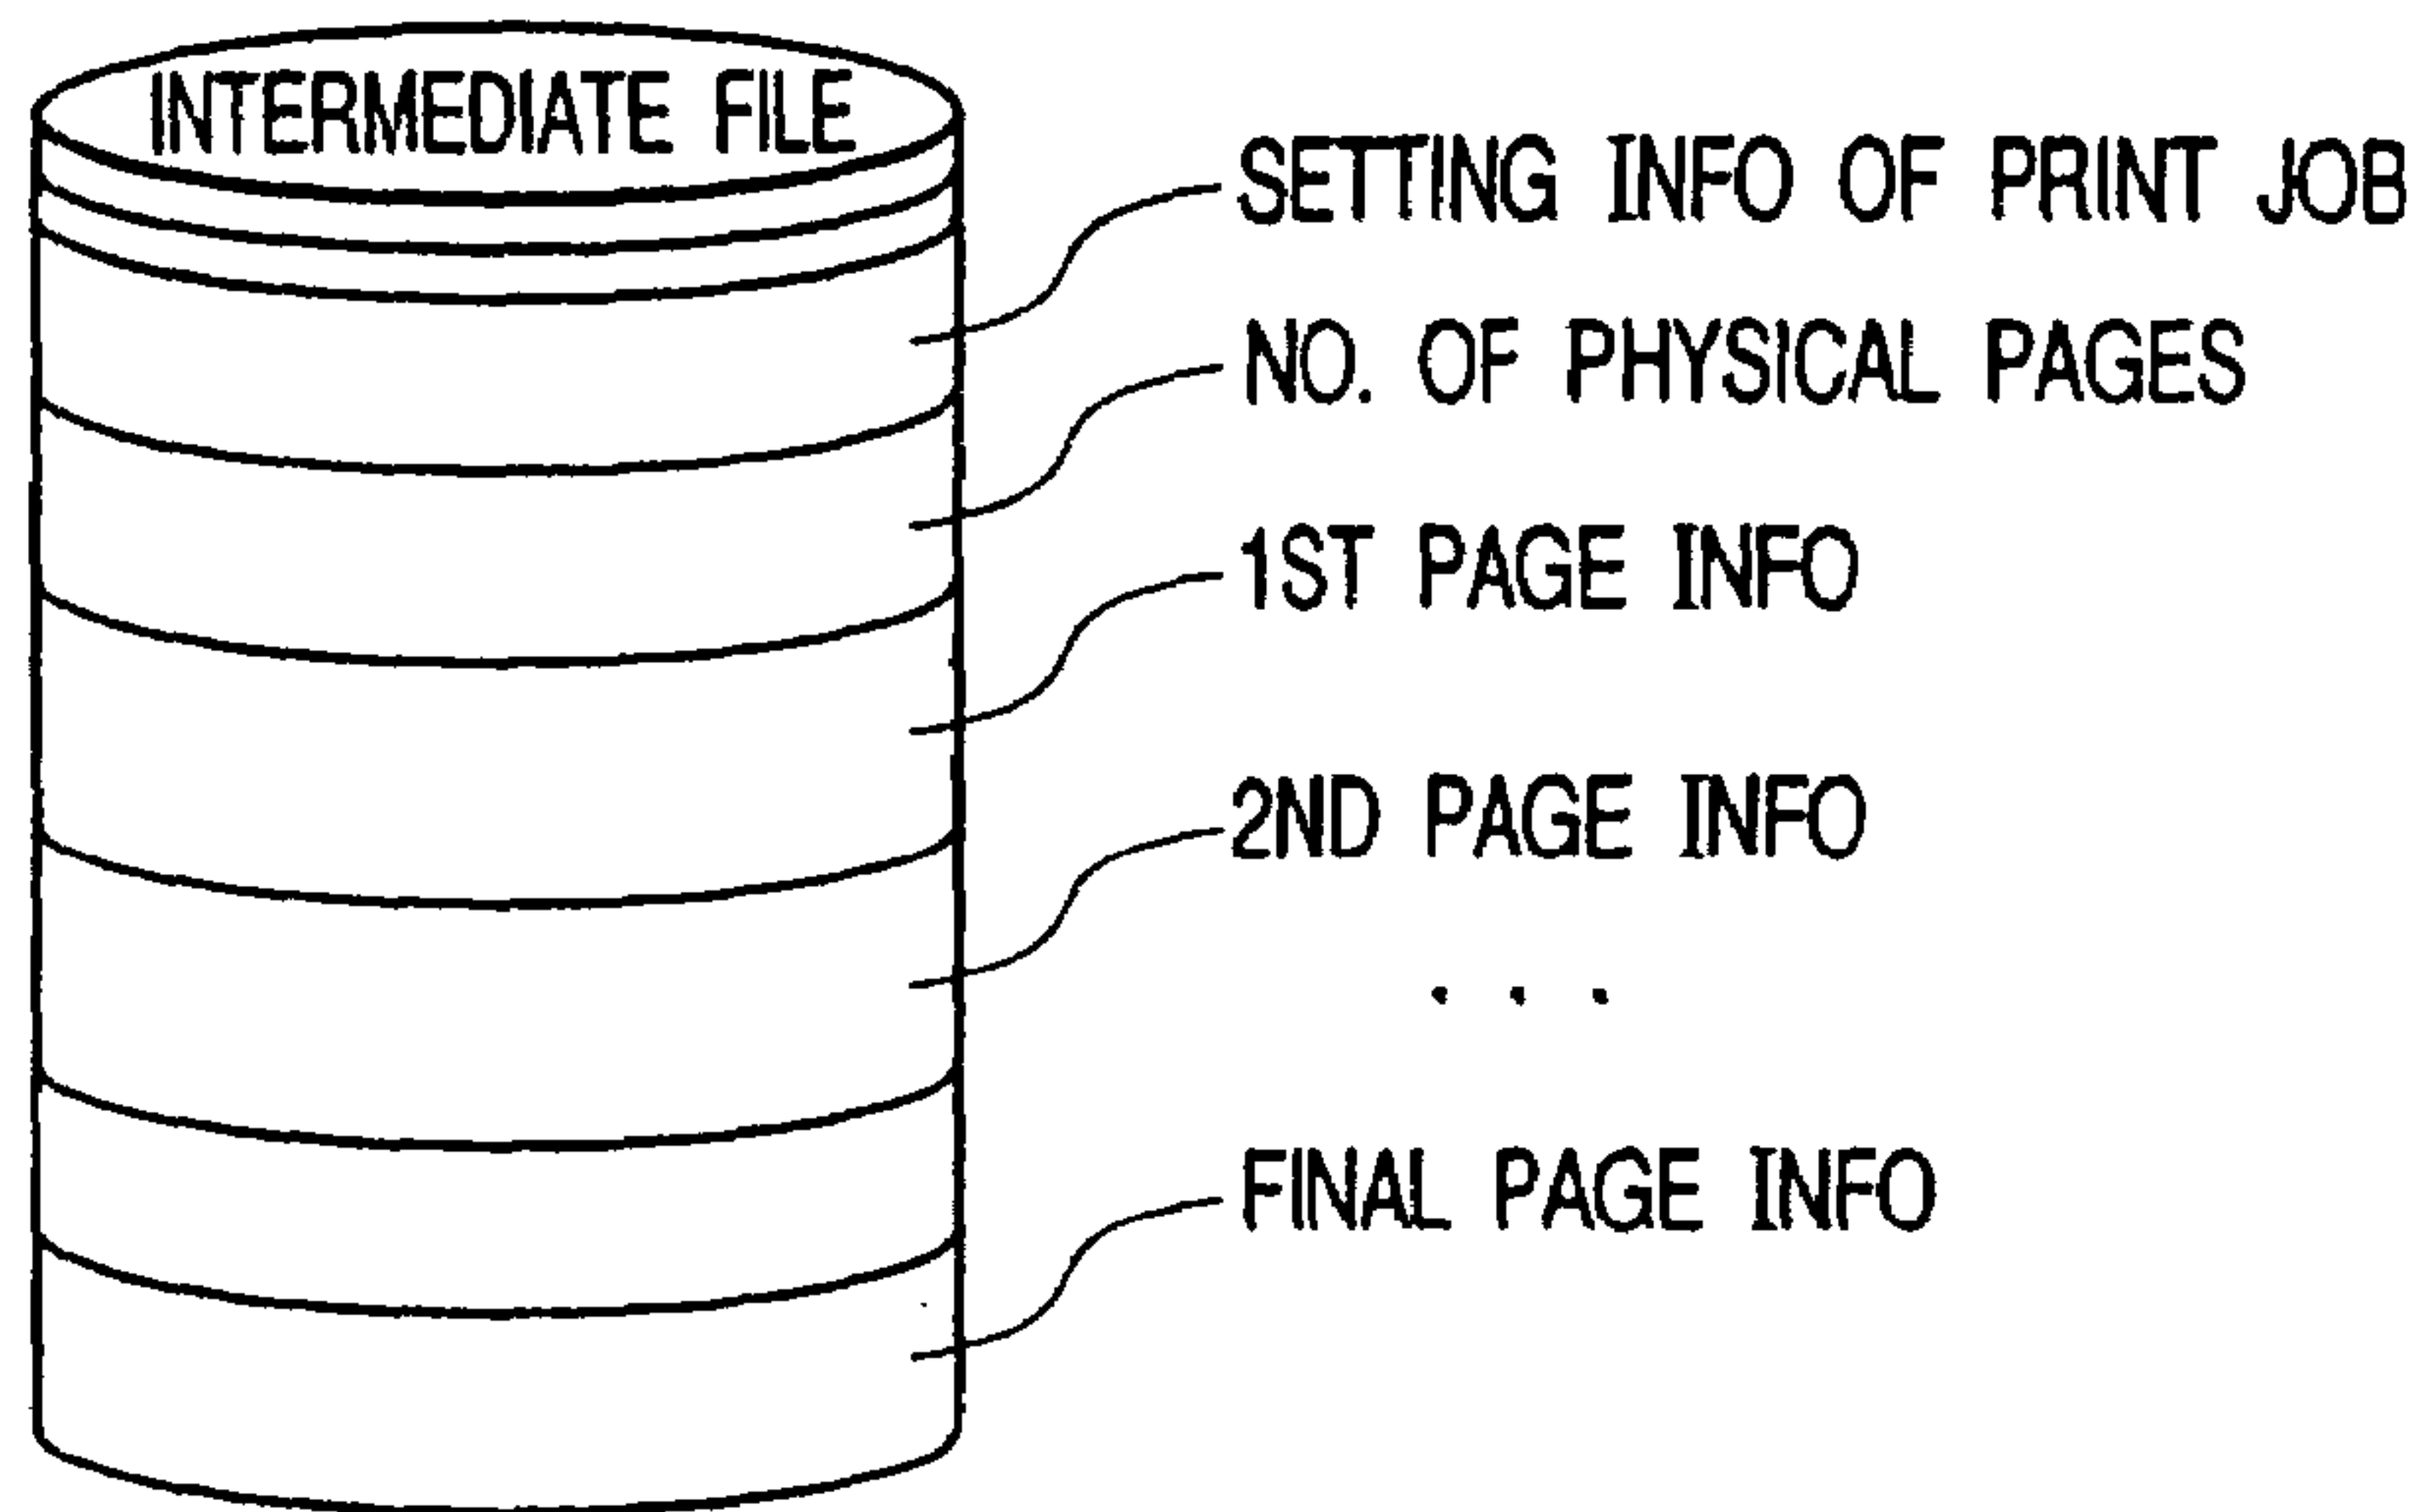 INTERMEDIATE FILE
SETTING INFO OF PRINT JOB
NO. OF PHYSICAL PAGES
1ST PAGE INFO
2ND PAGE INFO
. . .
FINAL PAGE INFO